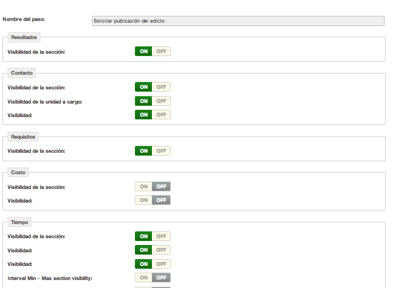 Nombre del paso: Solicitar publicación del edicto
Resultados
Visibilidad de la sección: ON OFF
Contacto
Visibilidad de la sección: ON OFF
Visibilidad de la unidad a cargo: ON OFF
Visibilidad: ON OFF
Requisitos
Visibilidad de la sección: ON OFF
Costo
Visibilidad de la sección: ON OFF
Visibilidad: ON OFF
Tiempo
Visibilidad de la sección: ON OFF
Visibilidad: ON OFF
Visibilidad: ON OFF
Interval Min - Max section visibility: ON OFF